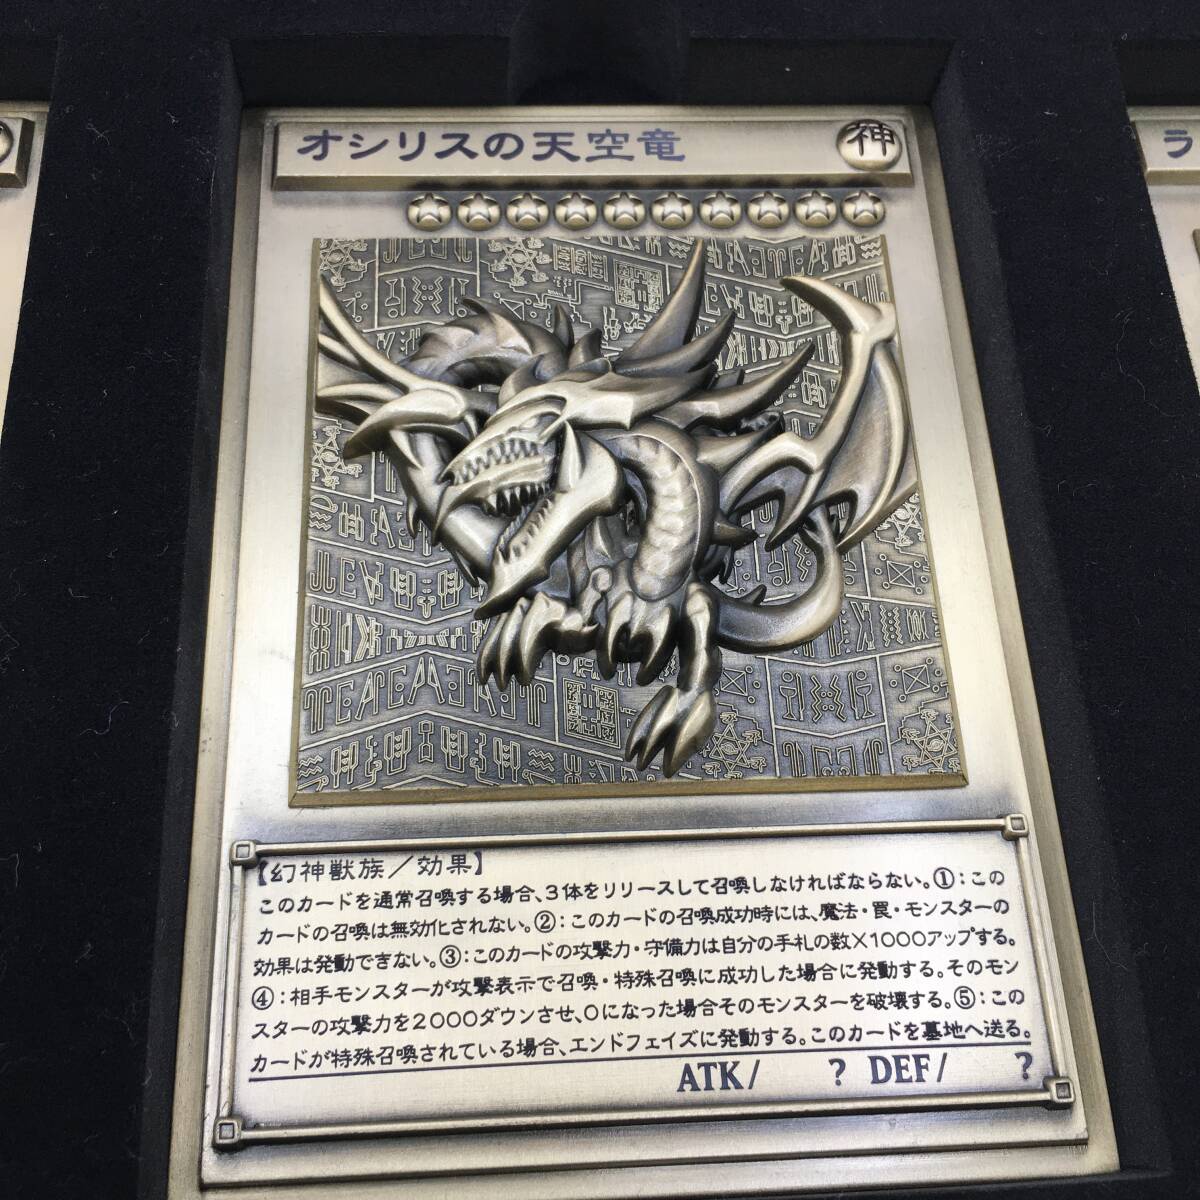 オシリスの天空竜 神
ラ
【幻神獣族／効果】
このカードを通常召喚する場合、3体をリリースして召喚しなければならない。①：この
カードの召喚は無効化されない。②：このカードの召喚成功時には、魔法・罠・モンスターの
効果は発動できない。③：このカードの攻撃力・守備力は自分の手札の数×1000アップする。
④：相手モンスターが攻撃表示で召喚・特殊召喚に成功した場合に発動する。そのモン
スターの攻撃力を2000ダウンさせ、0になった場合そのモンスターを破壊する。⑤：この
カードが特殊召喚されている場合、エンドフェイズに発動する。このカードを墓地へ送る。
ATK/ ? DEF/ ?